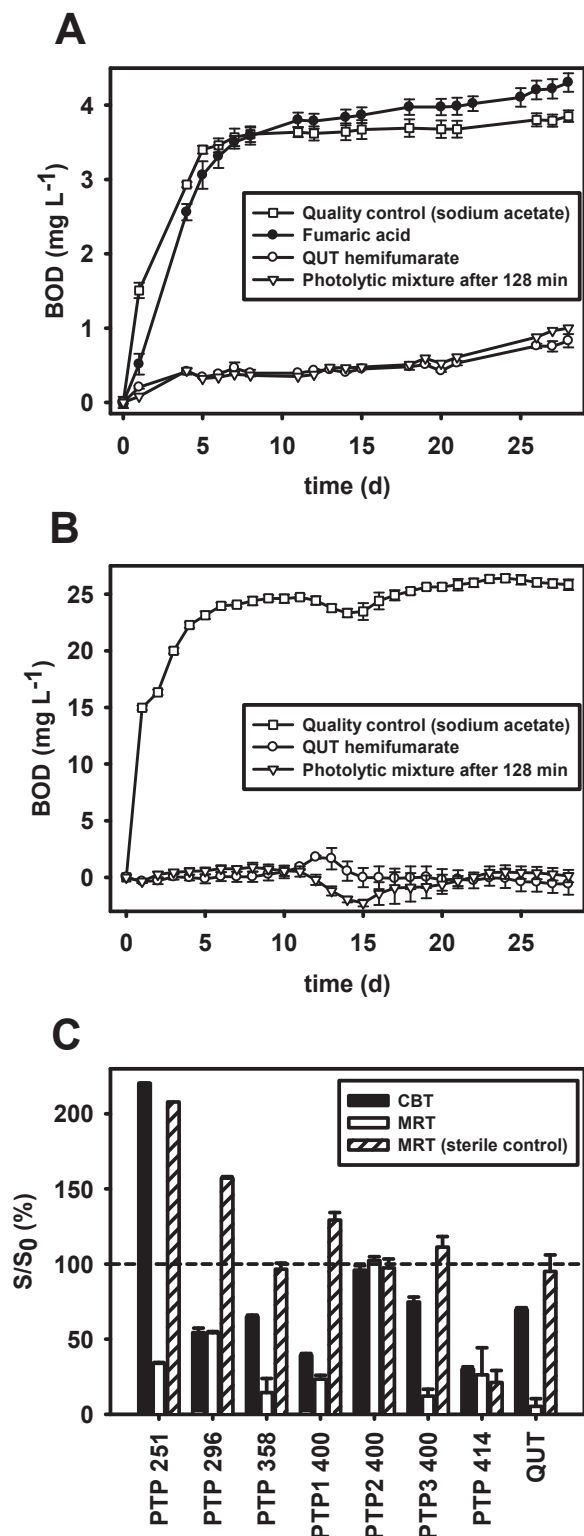 A
BOD (mg L-1)
4
3
2
1
0
Quality control (sodium acetate)
Fumaric acid
QUT hemifumarate
Photolytic mixture after 128 min
0 5 10 15 20 25
time (d)
B
BOD (mg L-1)
25
20
15
10
5
0
Quality control (sodium acetate)
QUT hemifumarate
Photolytic mixture after 128 min
0 5 10 15 20 25
time (d)
C
S/S0 (%)
200
150
100
50
0
CBT
MRT
MRT (sterile control)
PTP 251
PTP 296
PTP 358
PTP1 400
PTP2 400
PTP3 400
PTP 414
QUT